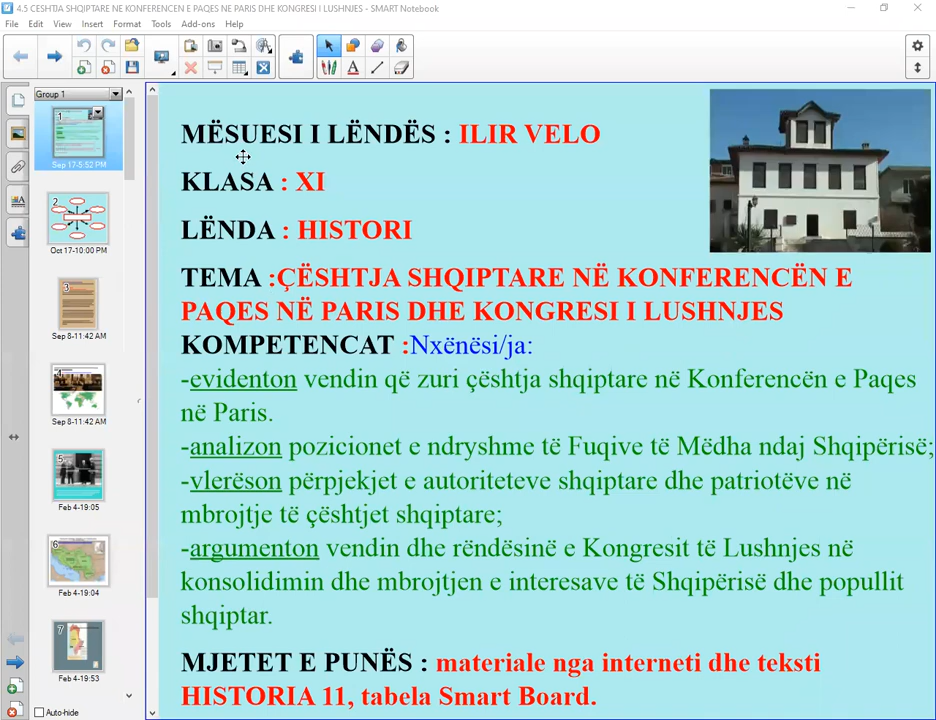 4.5 CESHTJA SHQIPTARE NE KONFERENCEN E PAQES NE PARIS DHE KONGRESI I LUSHNJES - SMART Notebook
File Edit View Insert Format Tools Add-ons Help
Group 1
1
Sep 17-5:52 PM
2
Oct 17-10:00 PM
3
Sep 8-11:42 AM
4
Sep 8-11:42 AM
5
Feb 4-19:05
6
Feb 4-19:04
7
Feb 4-19:53
Auto-hide
MËSUESI I LËNDËS : ILIR VELO
KLASA : XI
LËNDA : HISTORI
TEMA :ÇËSHTJA SHQIPTARE NË KONFERENCËN E
PAQES NË PARIS DHE KONGRESI I LUSHNJES
KOMPETENCAT :Nxënësi/ja:
-evidenton vendin që zuri çështja shqiptare në Konferencën e Paqes
në Paris.
-analizon pozicionet e ndryshme të Fuqive të Mëdha ndaj Shqipërisë;
-vlerëson përpjekjet e autoriteteve shqiptare dhe patriotëve në
mbrojtje të çështjet shqiptare;
-argumenton vendin dhe rëndësinë e Kongresit të Lushnjes në
konsolidimin dhe mbrojtjen e interesave të Shqipërisë dhe popullit
shqiptar.
MJETET E PUNËS : materiale nga interneti dhe teksti
HISTORIA 11, tabela Smart Board.